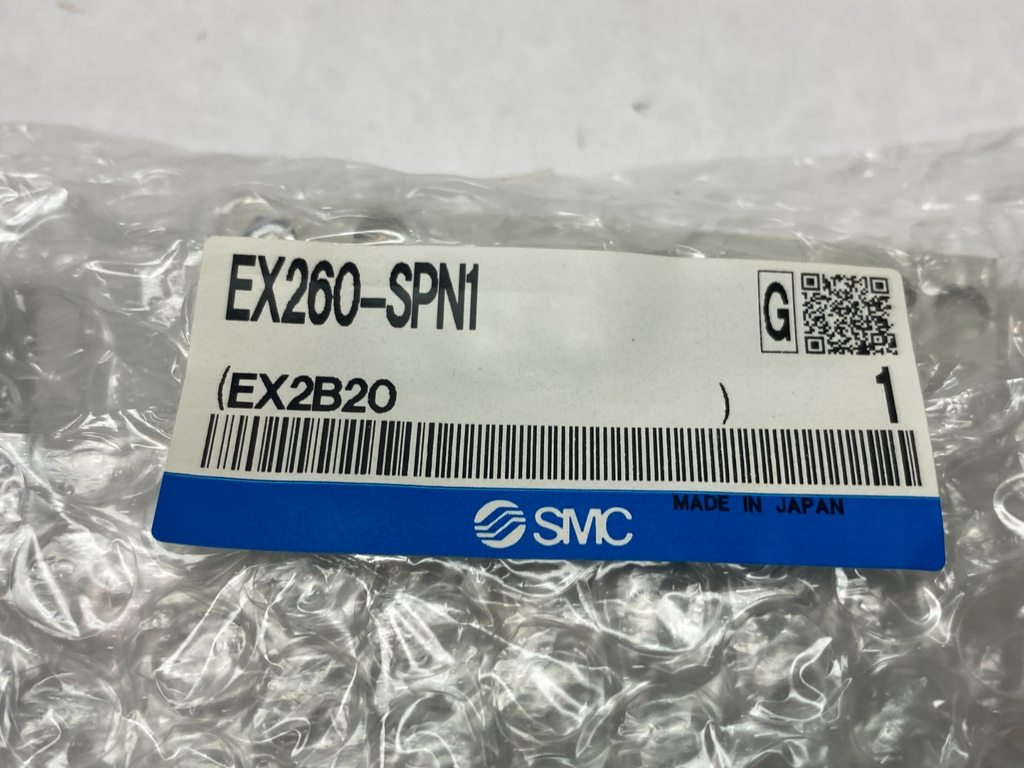 EX260-SPN1
G
(EX2B20 )
1
MADE IN JAPAN
SMC